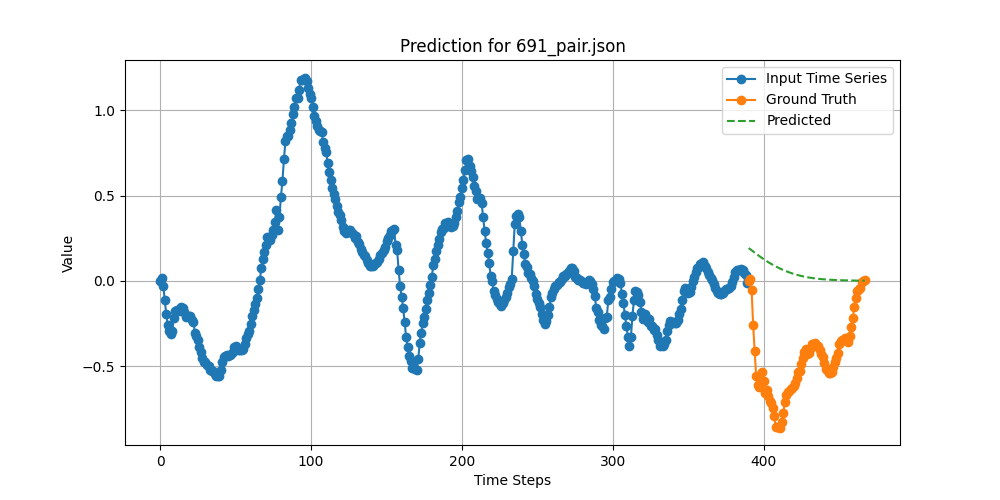 Prediction for 691_pair.json
Input Time Series
Ground Truth
Predicted
1.0
0.5
0.0
−0.5
Value
0
100
200
300
400
Time Steps